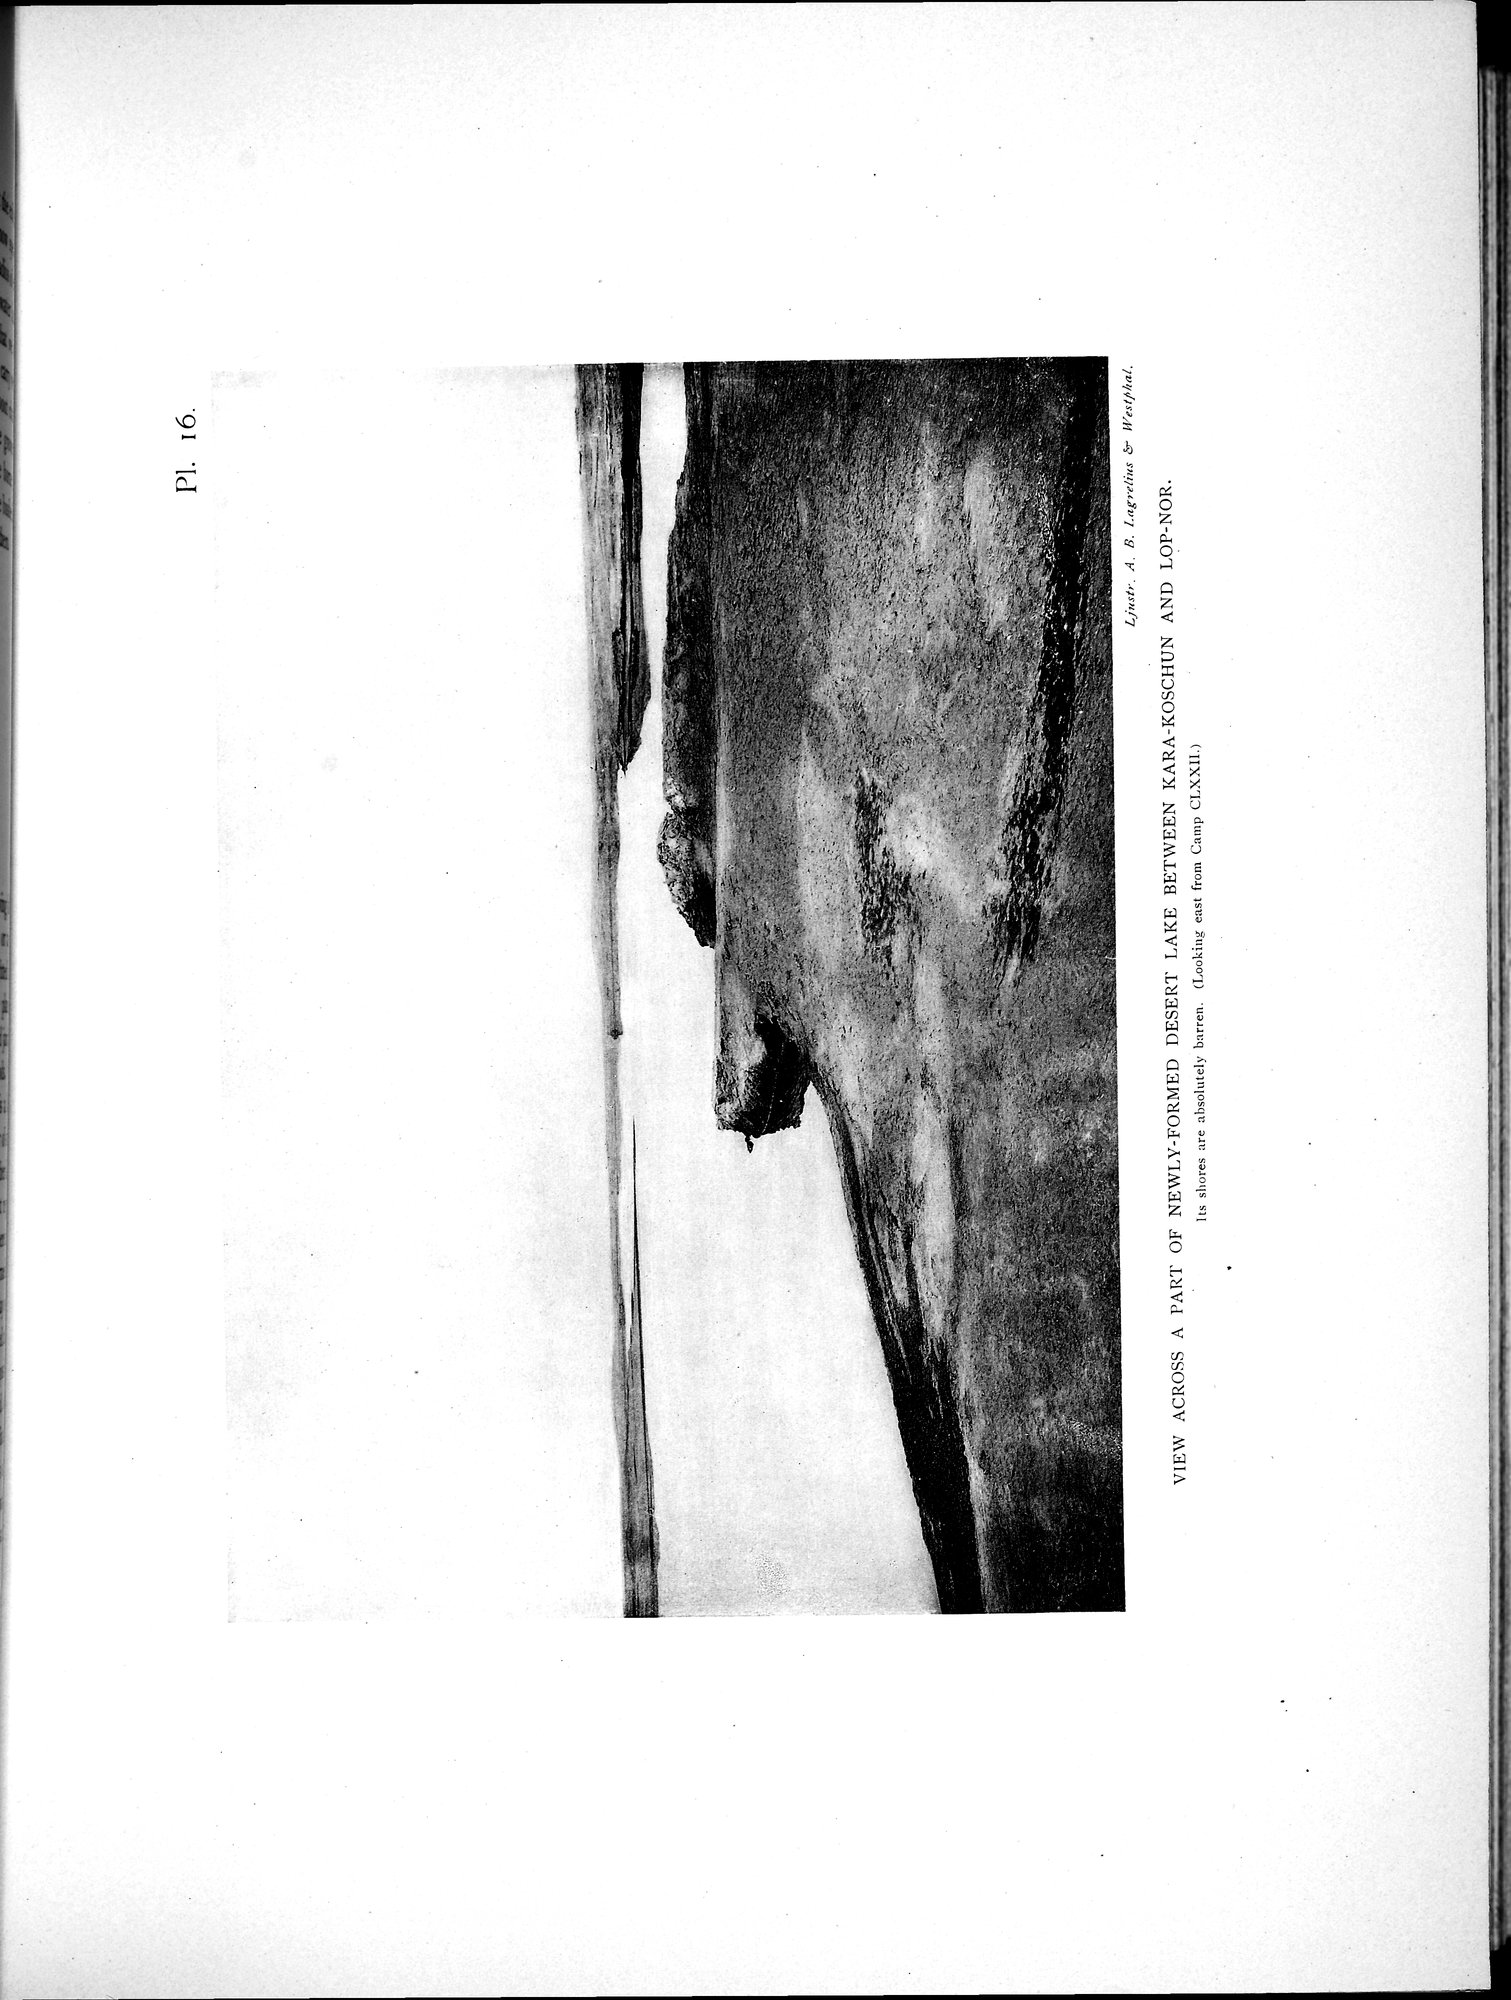 Pl. 16.
Ljustr. A. B. Lagrelius & Westphal.
VIEW ACROSS A PART OF NEWLY-FORMED DESERT LAKE BETWEEN KARA-KOSCHUN AND LOP-NOR.
Its shores are absolutely barren. (Looking east from Camp CLXXII.)